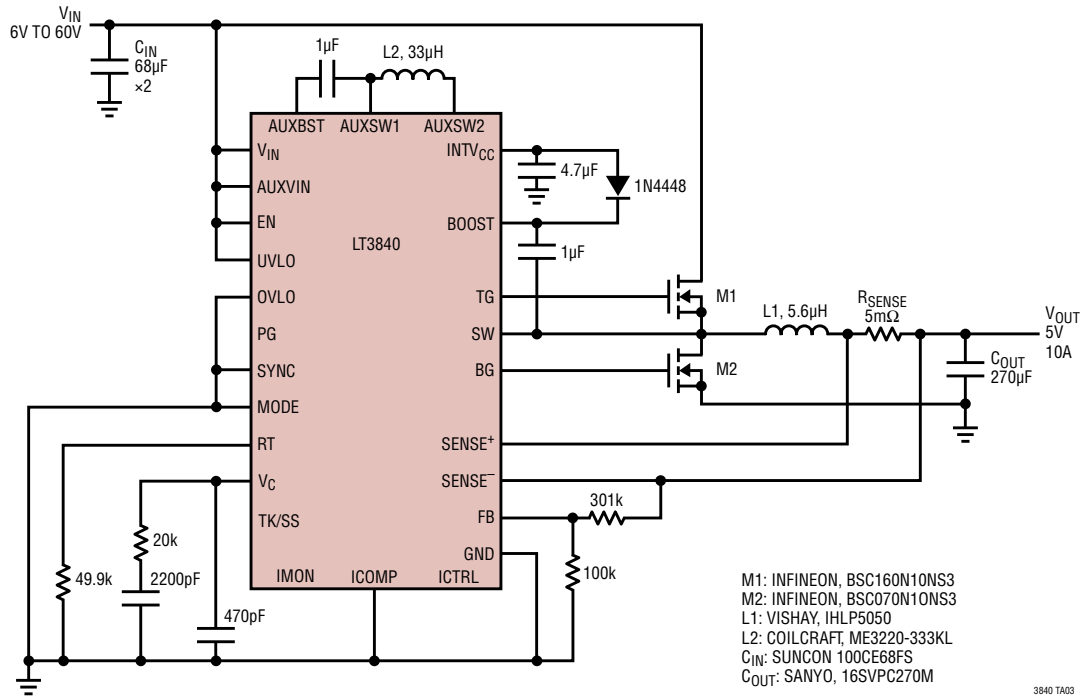 VIN
6V TO 60V
CIN
68µF
×2
1µF
L2, 33µH
AUXBST
AUXSW1
AUXSW2
VIN
AUXVIN
EN
UVLO
OVLO
PG
SYNC
MODE
RT
VC
TK/SS
IMON
ICOMP
ICTRL
LT3840
INTVCC
BOOST
TG
SW
BG
SENSE+
SENSE−
FB
GND
4.7µF
1N4448
1µF
M1
M2
L1, 5.6µH
RSENSE
5mΩ
VOUT
5V
10A
COUT
270µF
301k
100k
20k
2200pF
49.9k
470pF
M1: INFINEON, BSC160N10NS3
M2: INFINEON, BSC070N10NS3
L1: VISHAY, IHLP5050
L2: COILCRAFT, ME3220-333KL
CIN: SUNCON 100CE68FS
COUT: SANYO, 16SVPC270M
3840 TA03